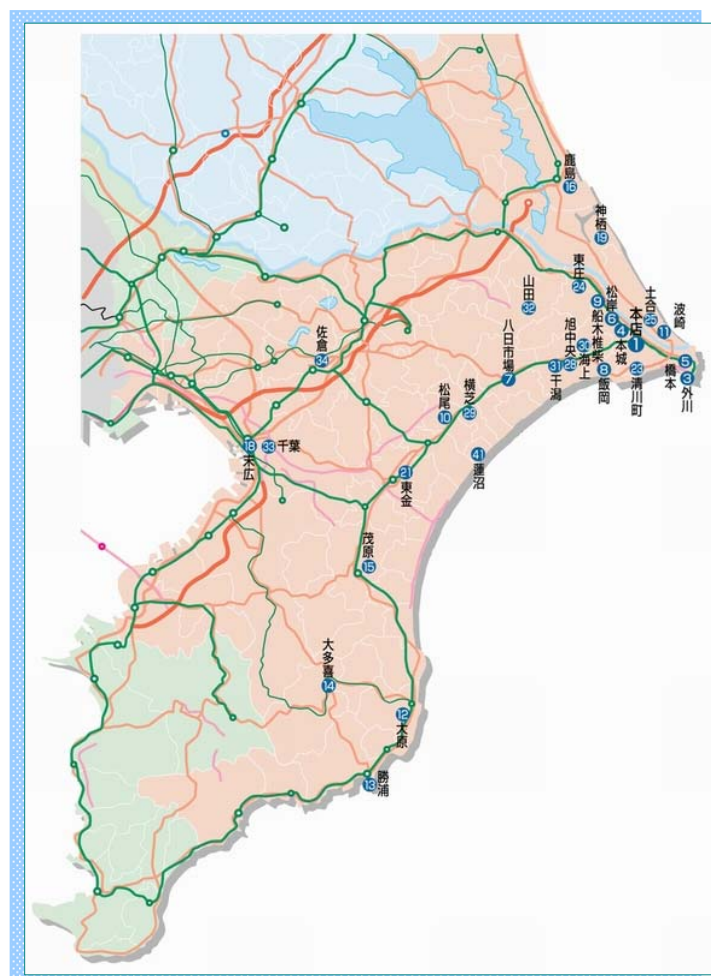 鹿島
16
神栖
19
東庄
24
山田
32
松岸
6
船木
9
椎柴
土合
25
波崎
11
本店
1
本城
4
旭中央
28
海上
30
八日市場
7
干潟
31
飯岡
8
清川町
23
橋本
5
外川
3
佐倉
34
横芝
29
松尾
10
18
末広
33
千葉
蓮沼
41
東金
21
茂原
15
大多喜
14
大原
12
勝浦
13